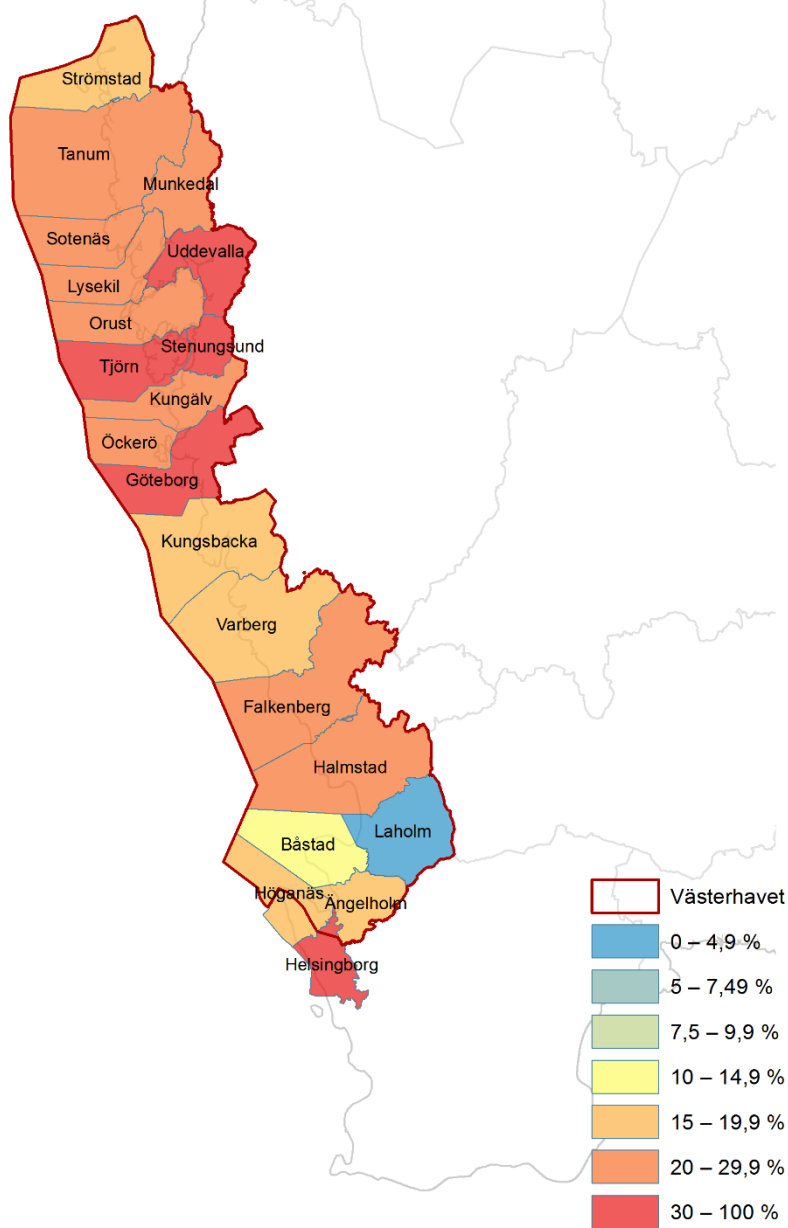 Strömstad
Tanum
Munkedal
Sotenäs
Uddevalla
Lysekil
Orust
Stenungsund
Tjörn
Kungälv
Öckerö
Göteborg
Kungsbacka
Varberg
Falkenberg
Halmstad
Laholm
Båstad
Höganäs
Ängelholm
Helsingborg
Västerhavet
0 – 4,9 %
5 – 7,49 %
7,5 – 9,9 %
10 – 14,9 %
15 – 19,9 %
20 – 29,9 %
30 – 100 %